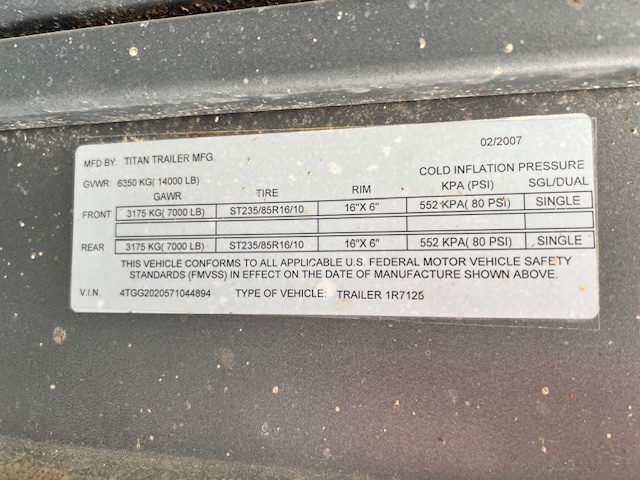 02/2007
MFD BY: TITAN TRAILER MFG.
GVWR: 6350 KG( 14000 LB) COLD INFLATION PRESSURE
GAWR TIRE RIM KPA (PSI) SGL/DUAL
FRONT 3175 KG( 7000 LB) ST235/85R16/10 16"X 6" 552 KPA( 80 PSI) SINGLE
REAR 3175 KG( 7000 LB) ST235/85R16/10 16"X 6" 552 KPA( 80 PSI) SINGLE
THIS VEHICLE CONFORMS TO ALL APPLICABLE U.S. FEDERAL MOTOR VEHICLE SAFETY
STANDARDS (FMVSS) IN EFFECT ON THE DATE OF MANUFACTURE SHOWN ABOVE.
V.I.N. 4TGG2020571044894 TYPE OF VEHICLE: TRAILER 1R7125